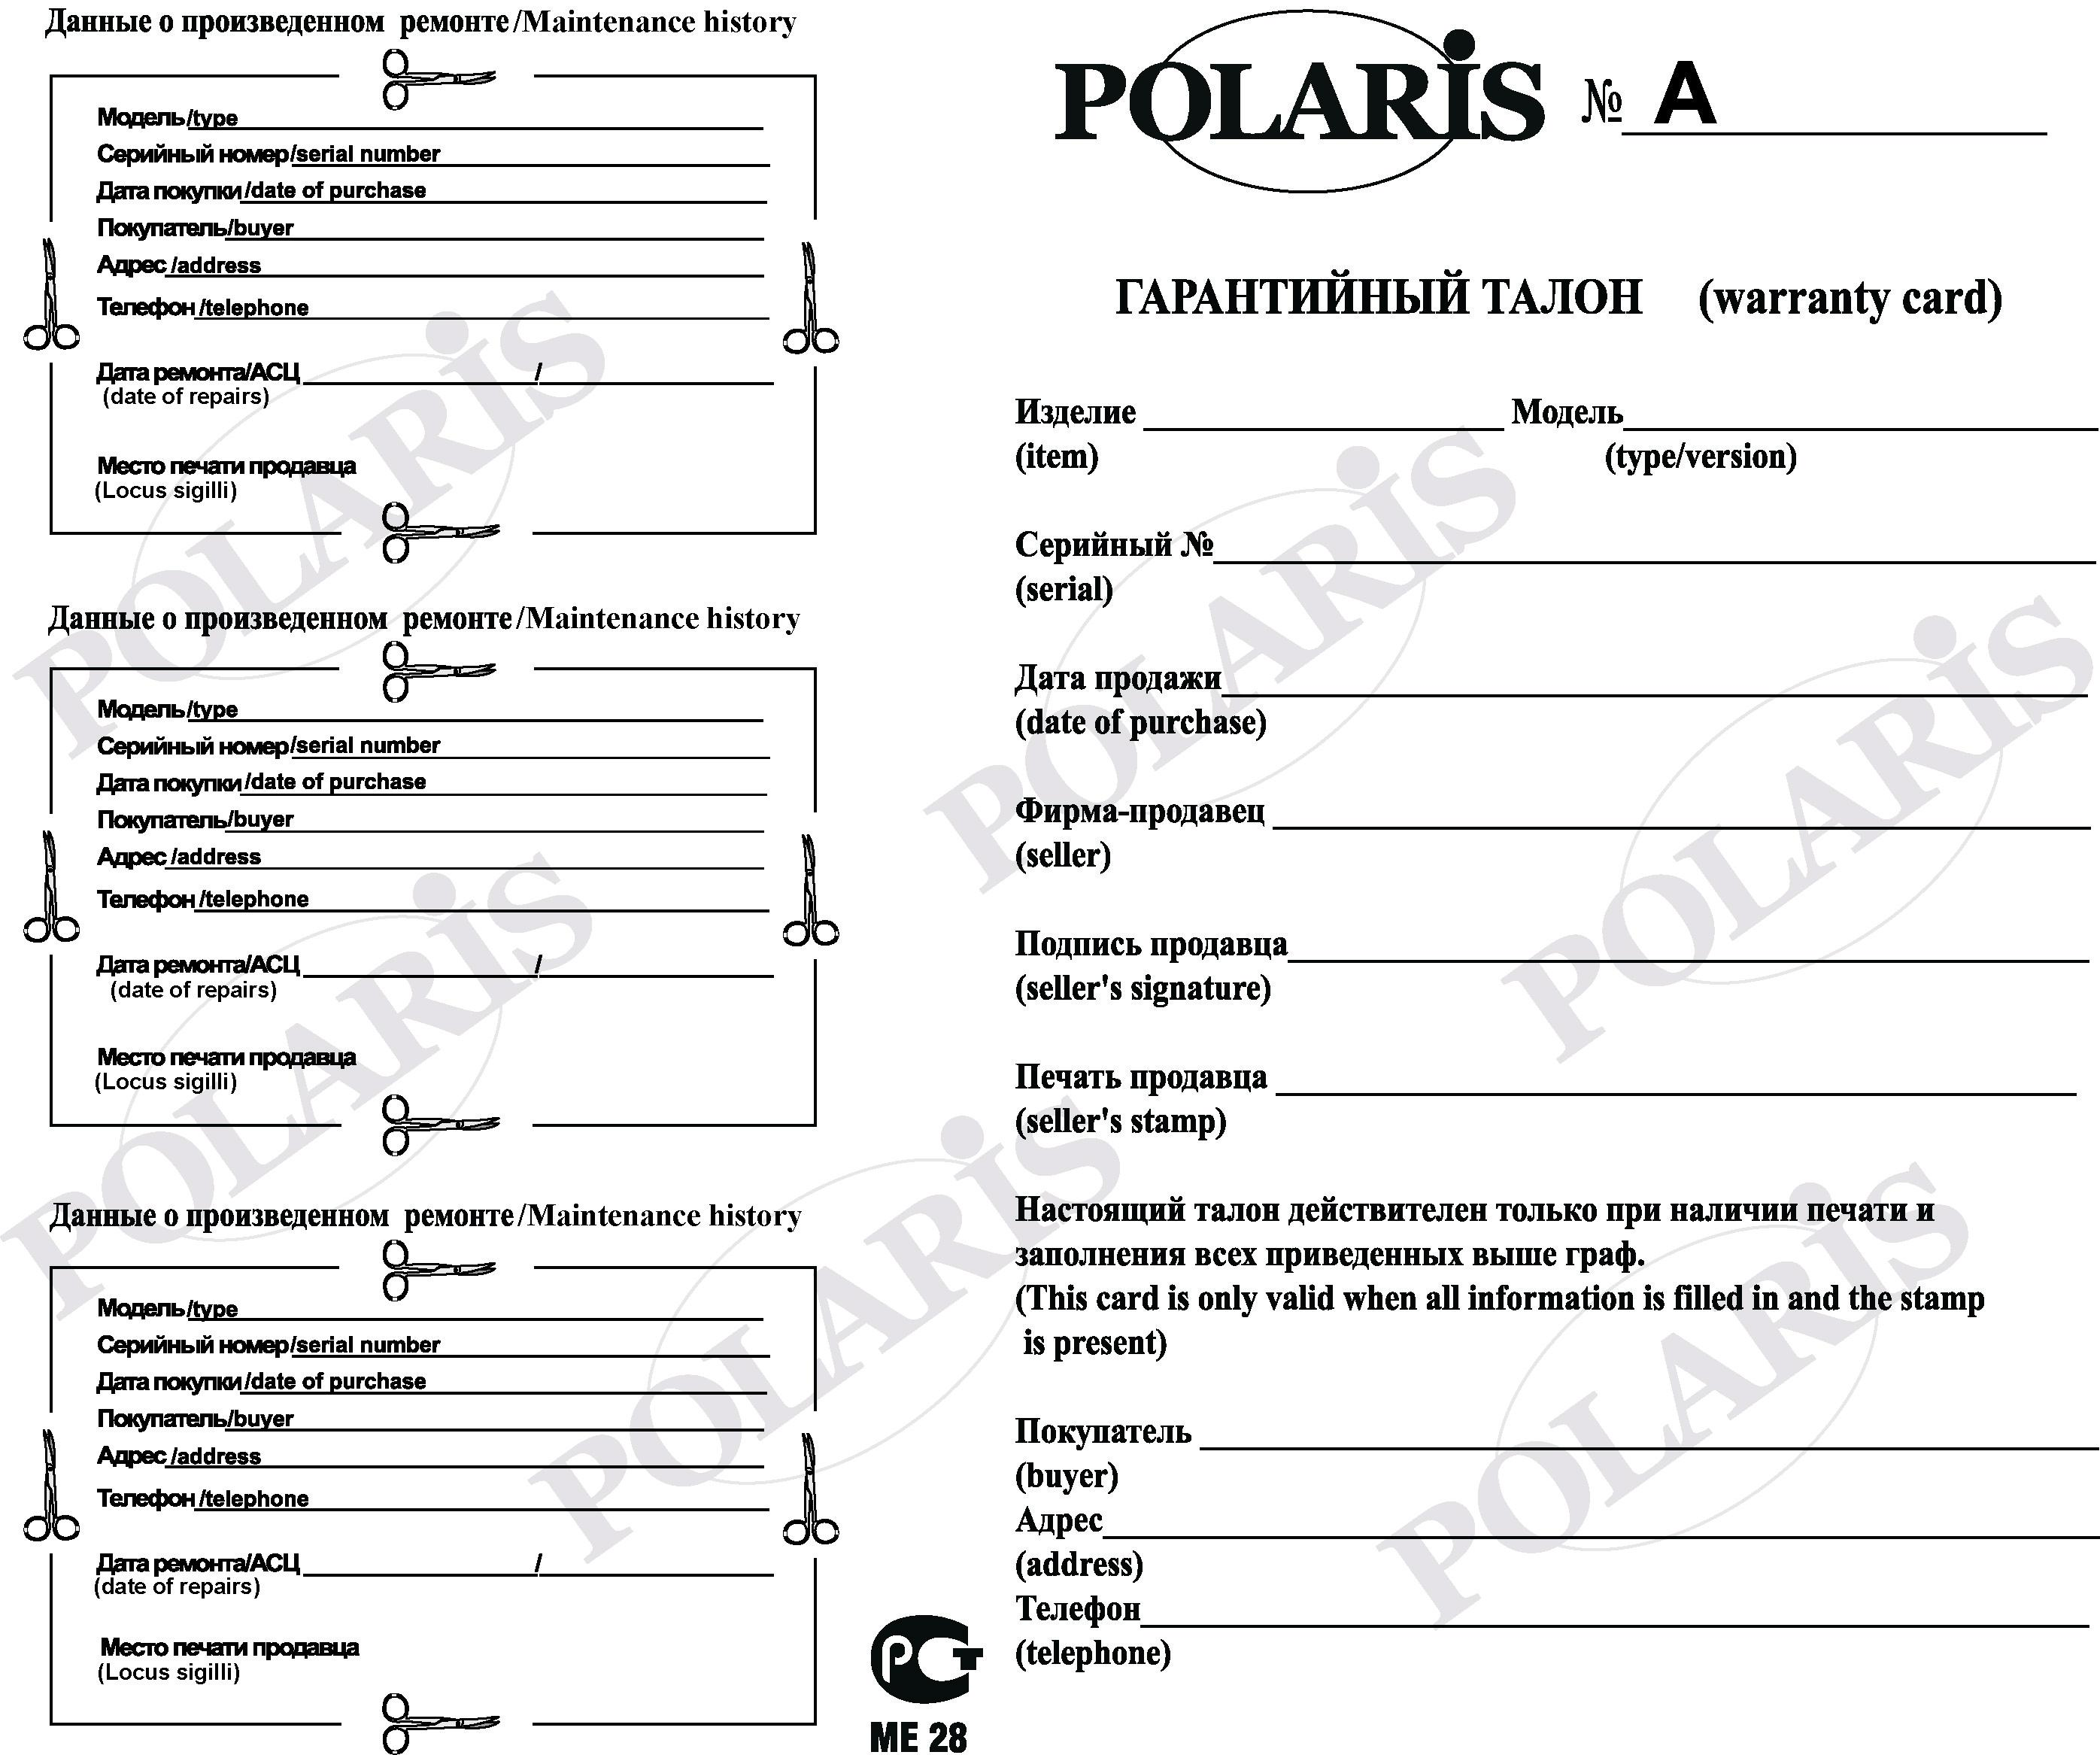 Данные о произведенном ремонте/Maintenance history
Модель/type
Серийный номер/serial number
Дата покупки/date of purchase
Покупатель/buyer
Адрес/address
Телефон/telephone
Дата ремонта/АСЦ /
(date of repairs)
Место печати продавца
(Locus sigilli)
Данные о произведенном ремонте/Maintenance history
Модель/type
Серийный номер/serial number
Дата покупки/date of purchase
Покупатель/buyer
Адрес/address
Телефон/telephone
Дата ремонта/АСЦ /
(date of repairs)
Место печати продавца
(Locus sigilli)
Данные о произведенном ремонте/Maintenance history
Модель/type
Серийный номер/serial number
Дата покупки/date of purchase
Покупатель/buyer
Адрес/address
Телефон/telephone
Дата ремонта/АСЦ /
(date of repairs)
Место печати продавца
(Locus sigilli)
POLARIS № A
ГАРАНТИЙНЫЙ ТАЛОН (warranty card)
Изделие Модель
(item) (type/version)
Серийный №
(serial)
Дата продажи
(date of purchase)
Фирма-продавец
(seller)
Подпись продавца
(seller's signature)
Печать продавца
(seller's stamp)
Настоящий талон действителен только при наличии печати и
заполнения всех приведенных выше граф.
(This card is only valid when all information is filled in and the stamp
is present)
Покупатель
(buyer)
Адрес
(address)
Телефон
(telephone)
РСТ
ME 28
POLARIS
POLARIS
POLARIS
POLARIS
POLARIS
POLARIS